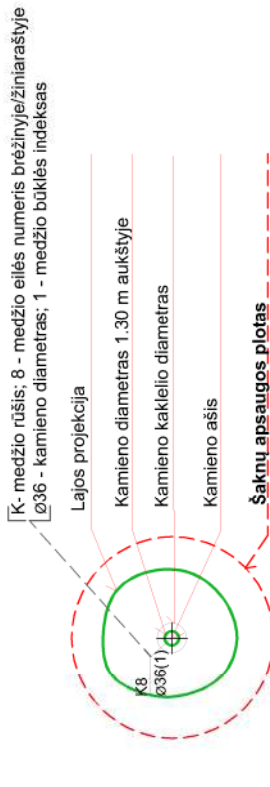 K- medžio rūšis; 8 - medžio eilės numeris brėžinyje/žiniaraštyje
Ø36 - kamieno diametras; 1 - medžio būklės indeksas
Lajos projekcija
Kamieno diametras 1.30 m aukštyje
Kamieno kaklelio diametras
Kamieno ašis
Šaknų apsaugos plotas
K8
Ø36(1)